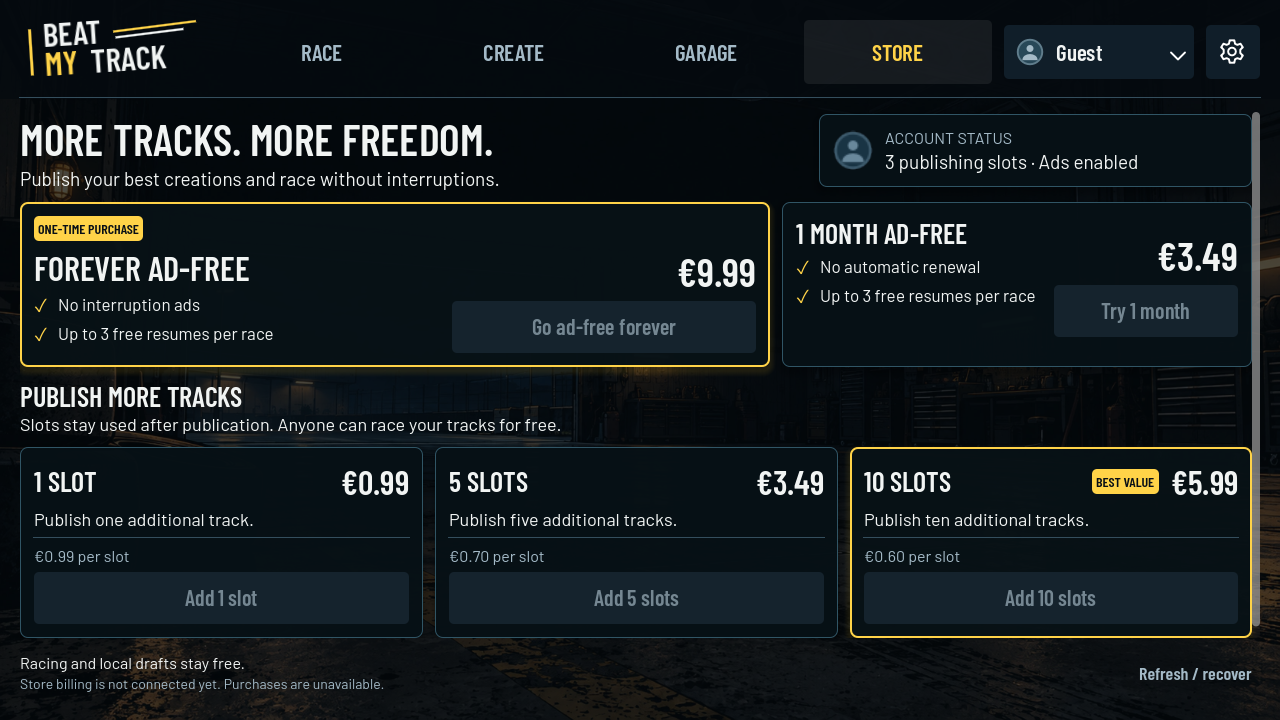 BEAT
MY TRACK
RACE
CREATE
GARAGE
STORE
Guest
MORE TRACKS. MORE FREEDOM.
Publish your best creations and race without interruptions.
ACCOUNT STATUS
3 publishing slots · Ads enabled
ONE-TIME PURCHASE
FOREVER AD-FREE
€9.99
✓ No interruption ads
✓ Up to 3 free resumes per race
Go ad-free forever
1 MONTH AD-FREE
€3.49
✓ No automatic renewal
✓ Up to 3 free resumes per race
Try 1 month
PUBLISH MORE TRACKS
Slots stay used after publication. Anyone can race your tracks for free.
1 SLOT €0.99
Publish one additional track.
€0.99 per slot
Add 1 slot
5 SLOTS €3.49
Publish five additional tracks.
€0.70 per slot
Add 5 slots
10 SLOTS BEST VALUE €5.99
Publish ten additional tracks.
€0.60 per slot
Add 10 slots
Racing and local drafts stay free.
Store billing is not connected yet. Purchases are unavailable.
Refresh / recover